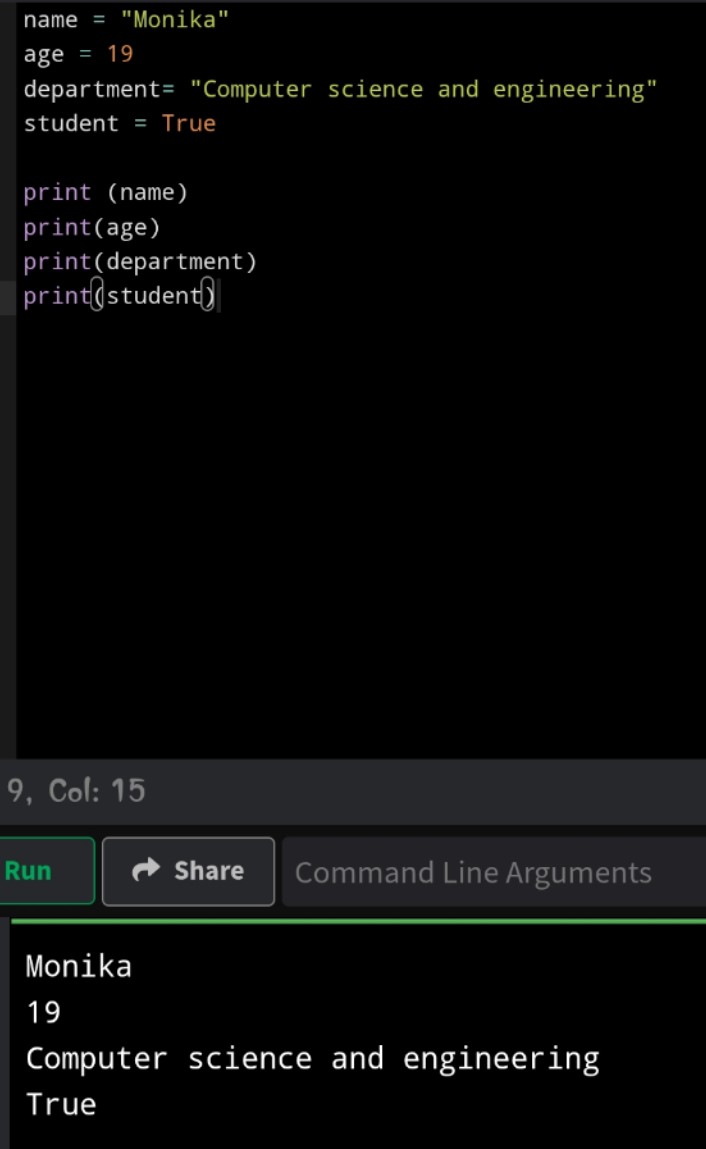 name = "Monika"
age = 19
department= "Computer science and engineering"
student = True
print (name)
print(age)
print(department)
print(student)
9, Col: 15
Run
Share
Command Line Arguments
Monika
19
Computer science and engineering
True